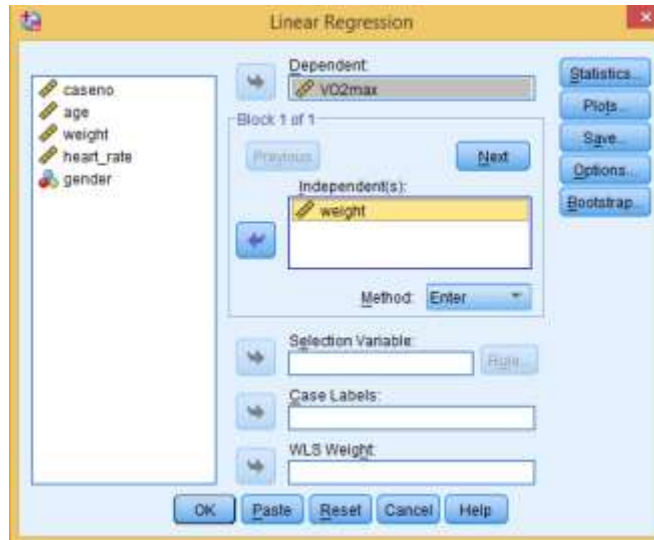 Linear Regression
caseno
age
weight
heart_rate
gender
Dependent:
VO2max
Block 1 of 1
Previous
Next
Independent(s):
weight
Method: Enter
Selection Variable:
Rule...
Case Labels:
WLS Weight:
Statistics...
Plots...
Save...
Options...
Bootstrap...
OK Paste Reset Cancel Help